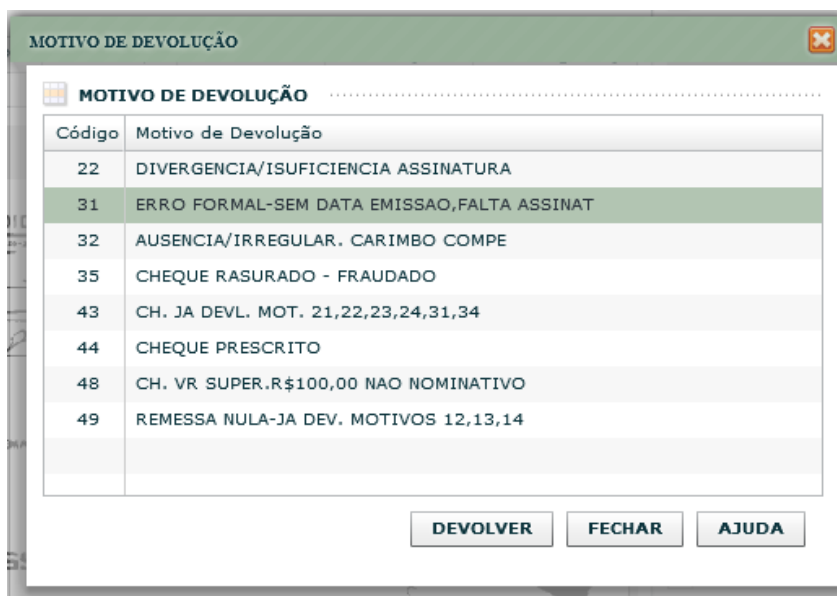 MOTIVO DE DEVOLUÇÃO
MOTIVO DE DEVOLUÇÃO
Código Motivo de Devolução
22 DIVERGENCIA/ISUFICIENCIA ASSINATURA
31 ERRO FORMAL-SEM DATA EMISSAO,FALTA ASSINAT
32 AUSENCIA/IRREGULAR. CARIMBO COMPE
35 CHEQUE RASURADO - FRAUDADO
43 CH. JA DEVL. MOT. 21,22,23,24,31,34
44 CHEQUE PRESCRITO
48 CH. VR SUPER.R$100,00 NAO NOMINATIVO
49 REMESSA NULA-JA DEV. MOTIVOS 12,13,14
DEVOLVER FECHAR AJUDA